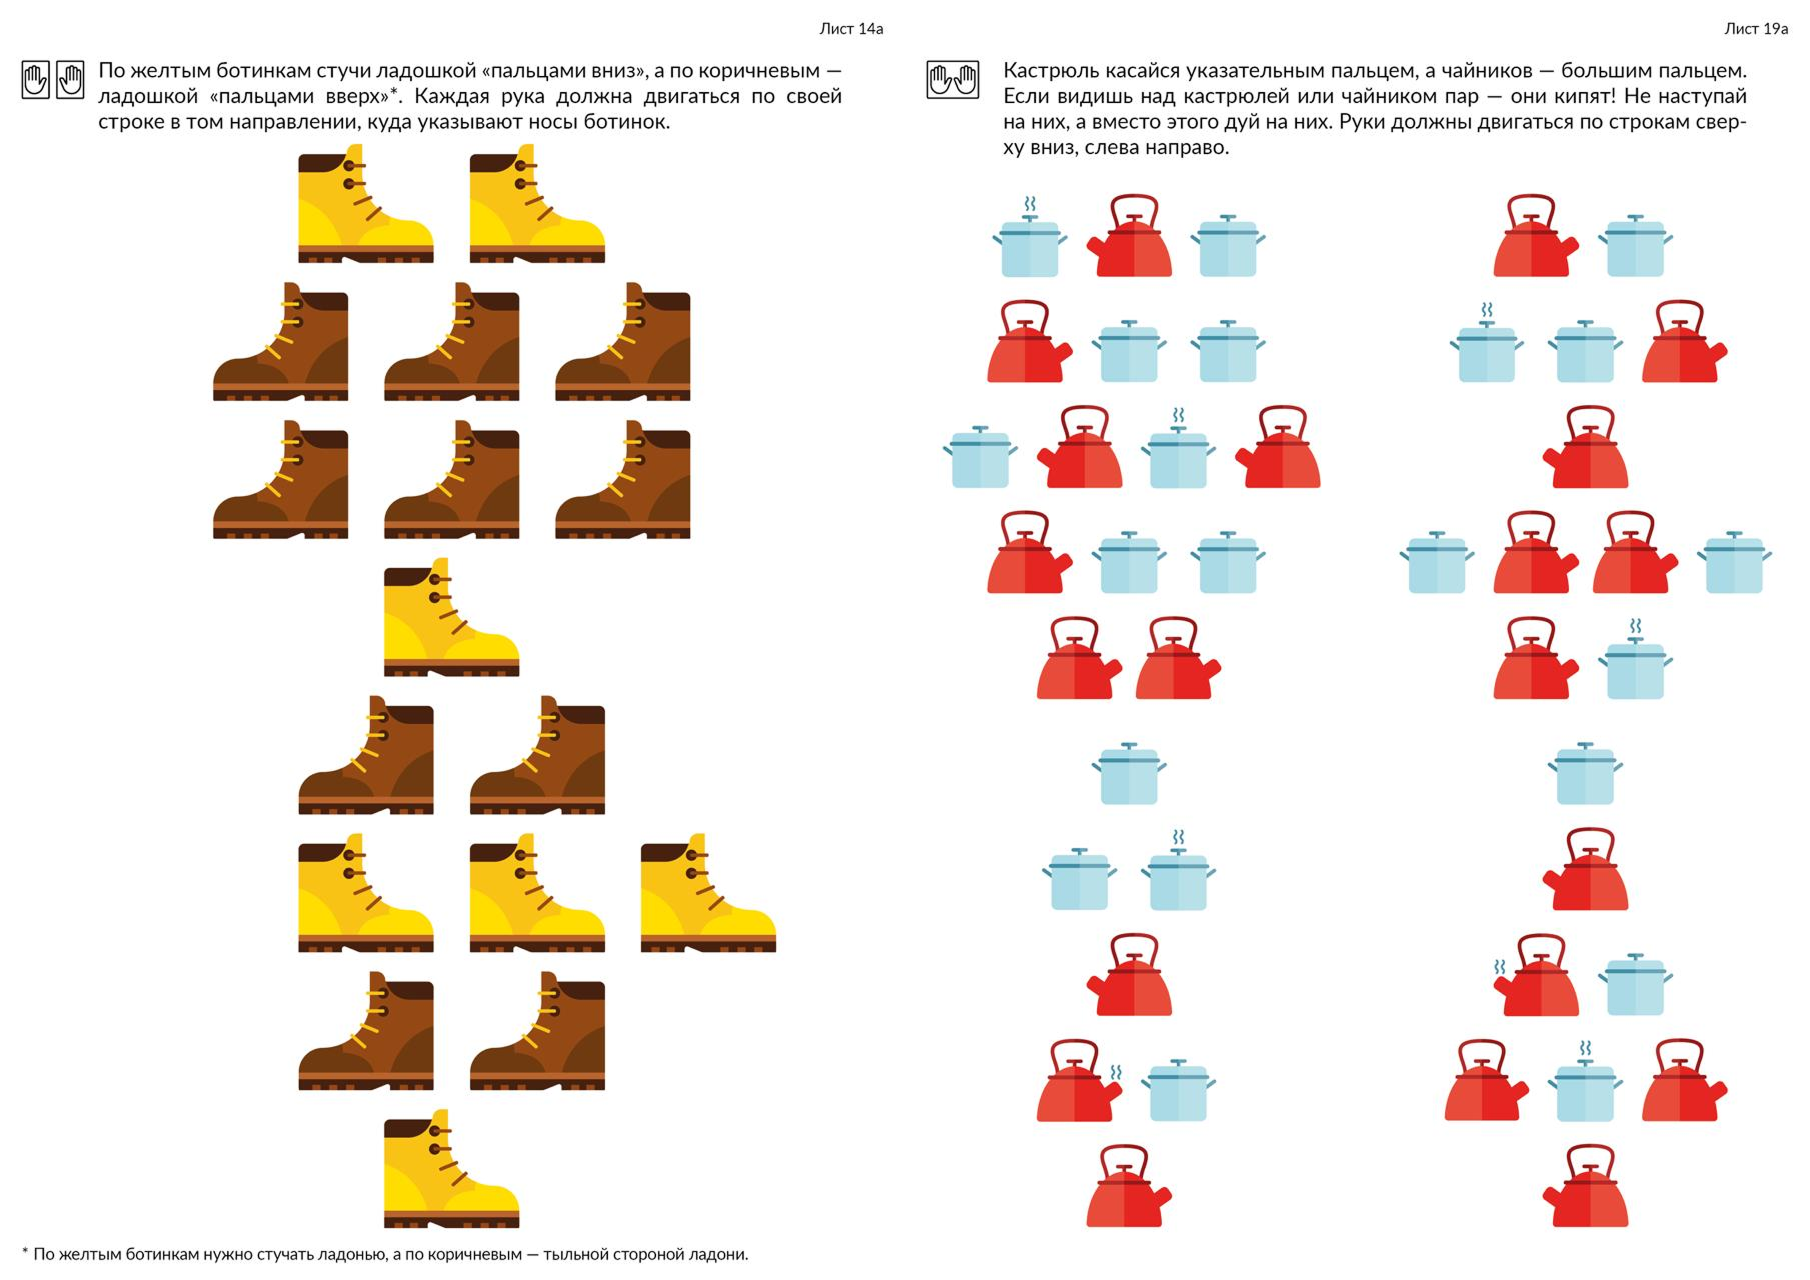 Лист 14а
По желтым ботинкам стучи ладошкой «пальцами вниз», а по коричневым —
ладошкой «пальцами вверх»*. Каждая рука должна двигаться по своей
строке в том направлении, куда указывают носы ботинок.
* По желтым ботинкам нужно стучать ладонью, а по коричневым — тыльной стороной ладони.
Лист 19а
Кастрюль касайся указательным пальцем, а чайников — большим пальцем.
Если видишь над кастрюлей или чайником пар — они кипят! Не наступай
на них, а вместо этого дуй на них. Руки должны двигаться по строкам свер-
ху вниз, слева направо.